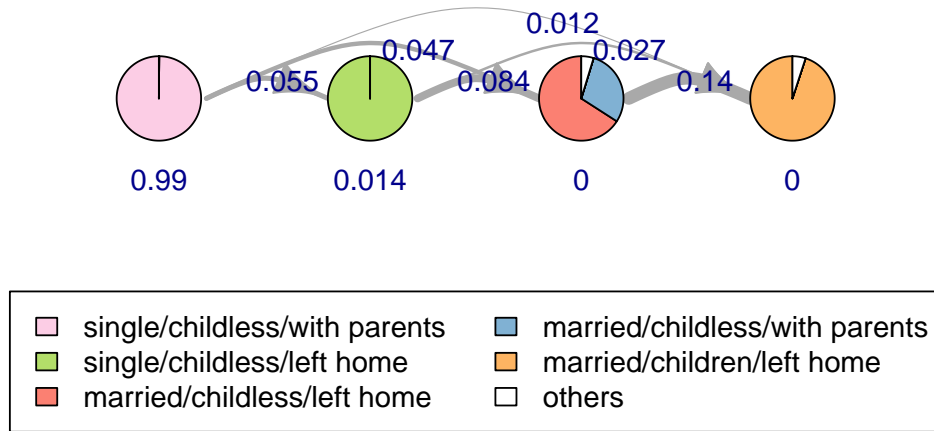 0.012
0.047 0.027
0.055 0.084 0.14
0.99 0.014 0 0
single/childless/with parents married/childless/with parents
single/childless/left home married/children/left home
married/childless/left home others